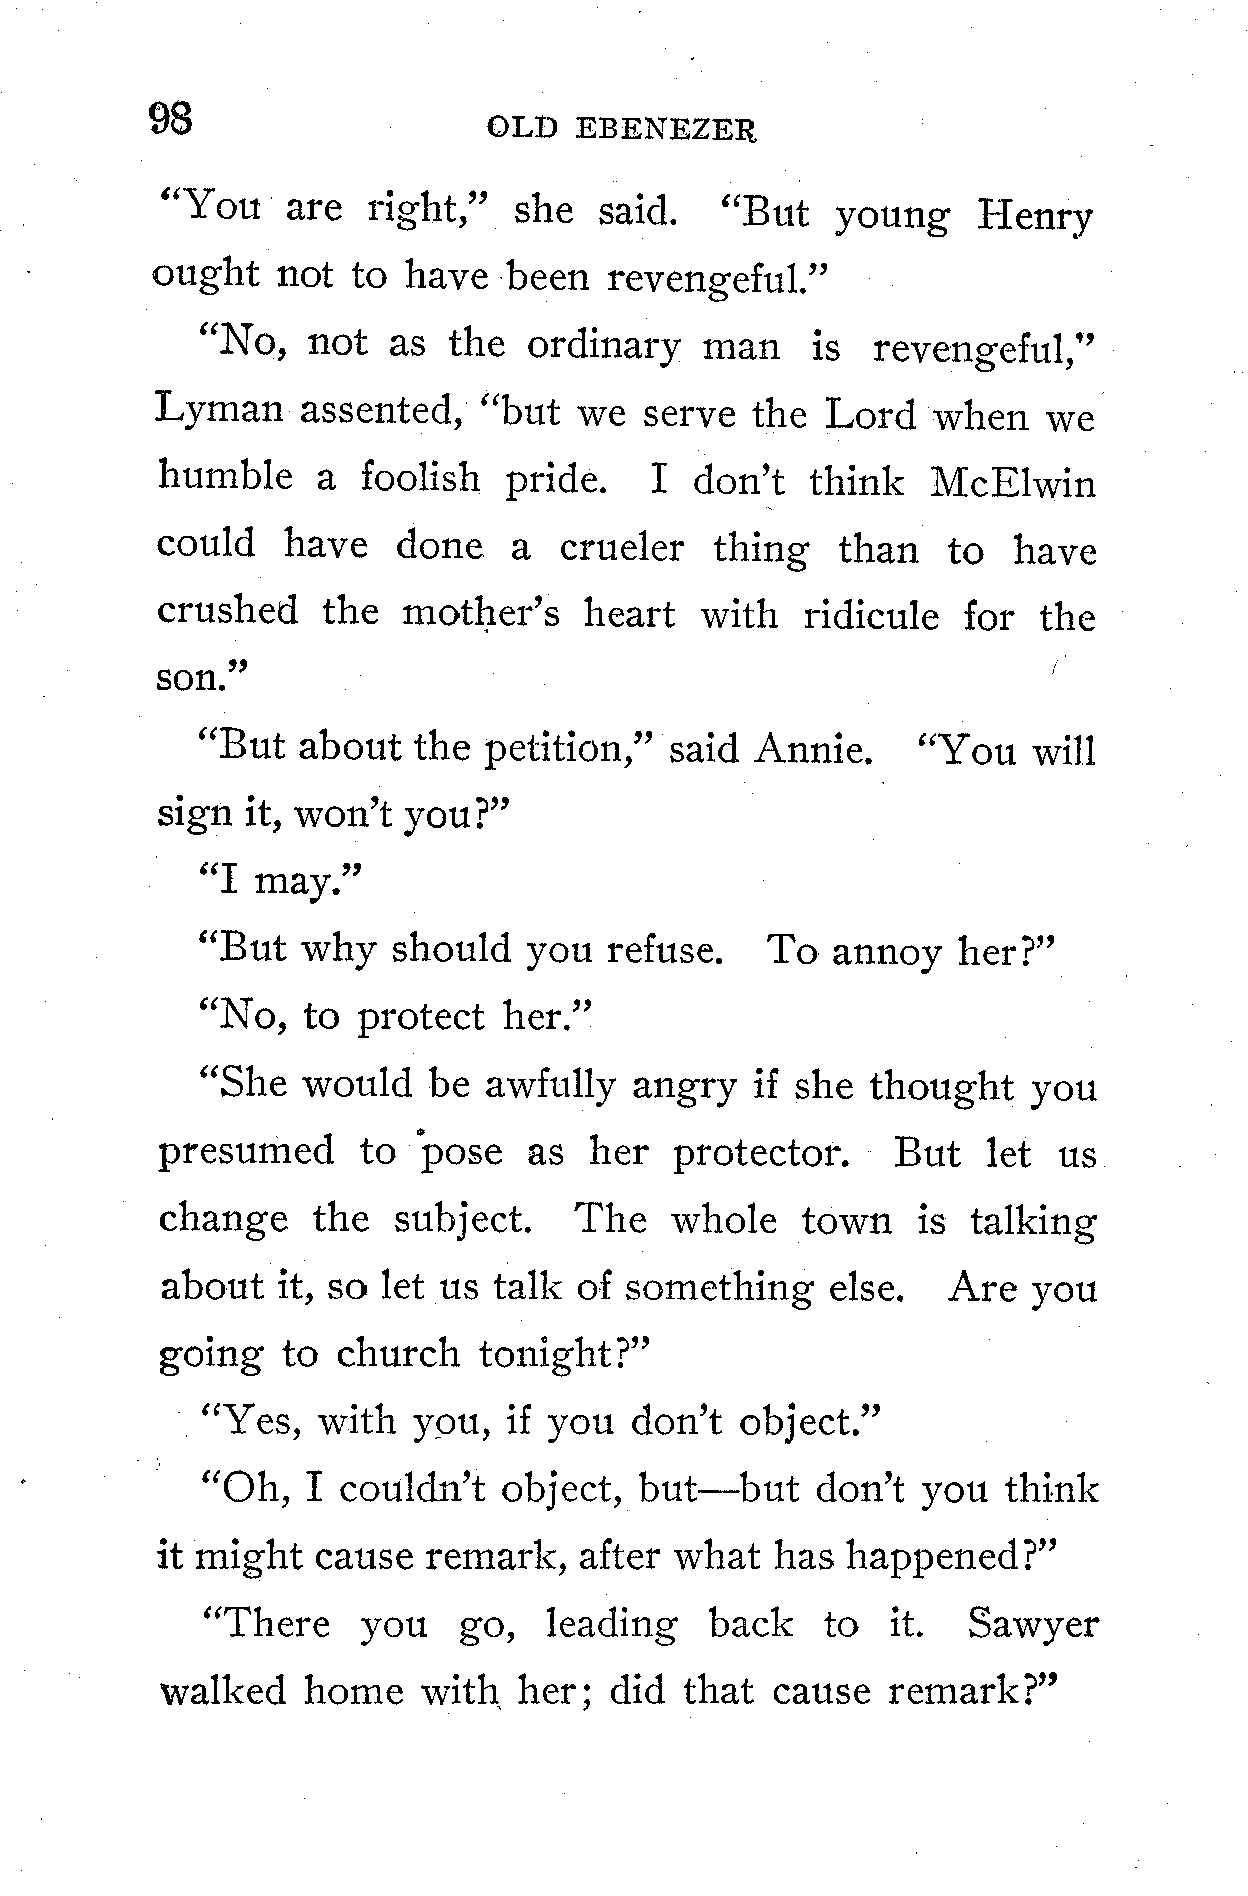 98
OLD EBENEZER
“You are right,” she said. “But young Henry
ought not to have been revengeful.”
“No, not as the ordinary man is revengeful,”
Lyman assented, “but we serve the Lord when we
humble a foolish pride. I don’t think McElwin
could have done a crueler thing than to have
crushed the mother’s heart with ridicule for the
son.”
“But about the petition,” said Annie. “You will
sign it, won’t you?”
“I may.”
“But why should you refuse. To annoy her?”
“No, to protect her.”
“She would be awfully angry if she thought you
presumed to pose as her protector. But let us
change the subject. The whole town is talking
about it, so let us talk of something else. Are you
going to church tonight?”
“Yes, with you, if you don’t object.”
“Oh, I couldn’t object, but—but don’t you think
it might cause remark, after what has happened?”
“There you go, leading back to it. Sawyer
walked home with her; did that cause remark?”